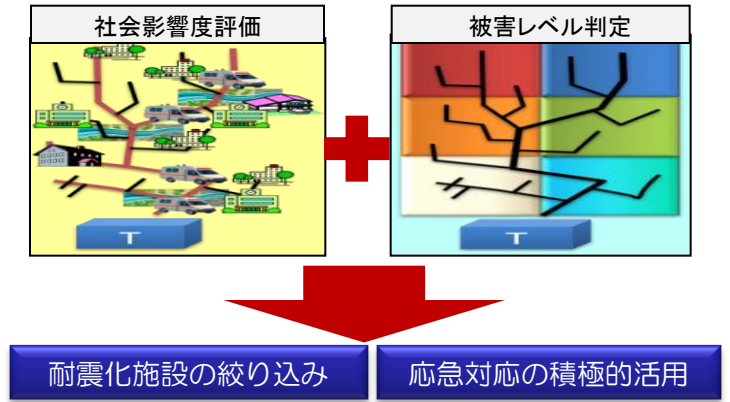 社会影響度評価
被害レベル判定
T
T
耐震化施設の絞り込み
応急対応の積極的活用